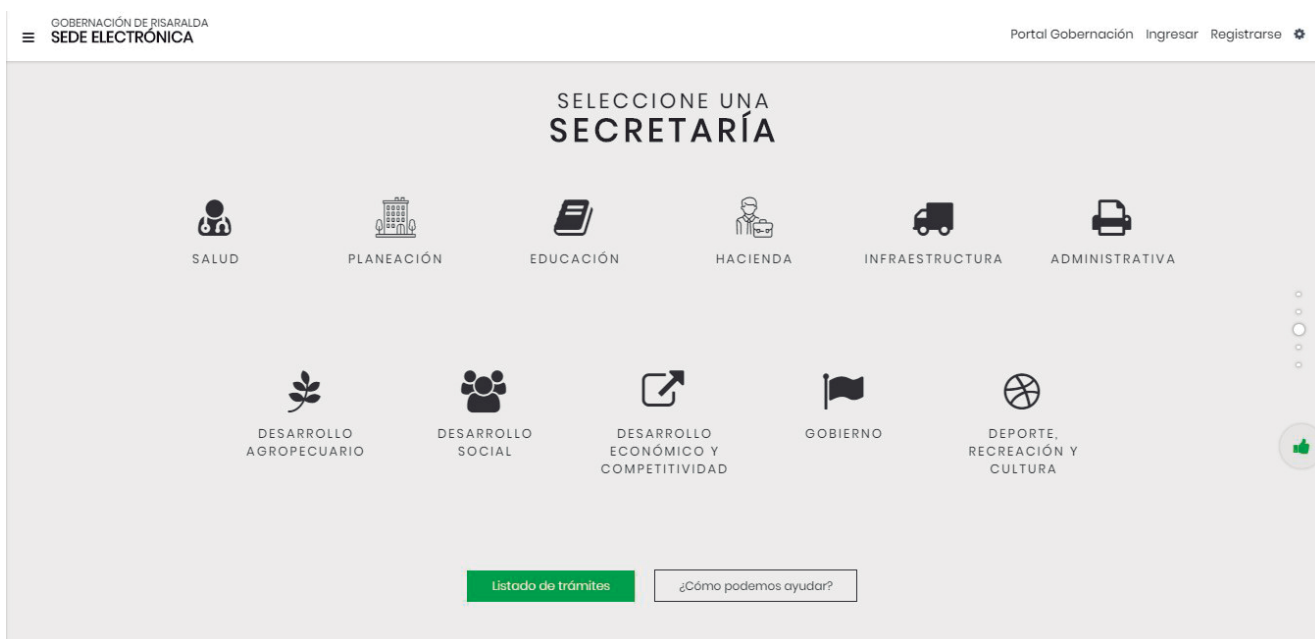 GOBERNACIÓN DE RISARALDA
SEDE ELECTRÓNICA
Portal Gobernación Ingresar Registrarse
SELECCIONE UNA
SECRETARÍA
SALUD PLANEACIÓN EDUCACIÓN HACIENDA INFRAESTRUCTURA ADMINISTRATIVA
DESARROLLO
AGROPECUARIO
DESARROLLO
SOCIAL
DESARROLLO
ECONÓMICO Y
COMPETITIVIDAD
GOBIERNO
DEPORTE,
RECREACIÓN Y
CULTURA
Listado de trámites
¿Cómo podemos ayudar?